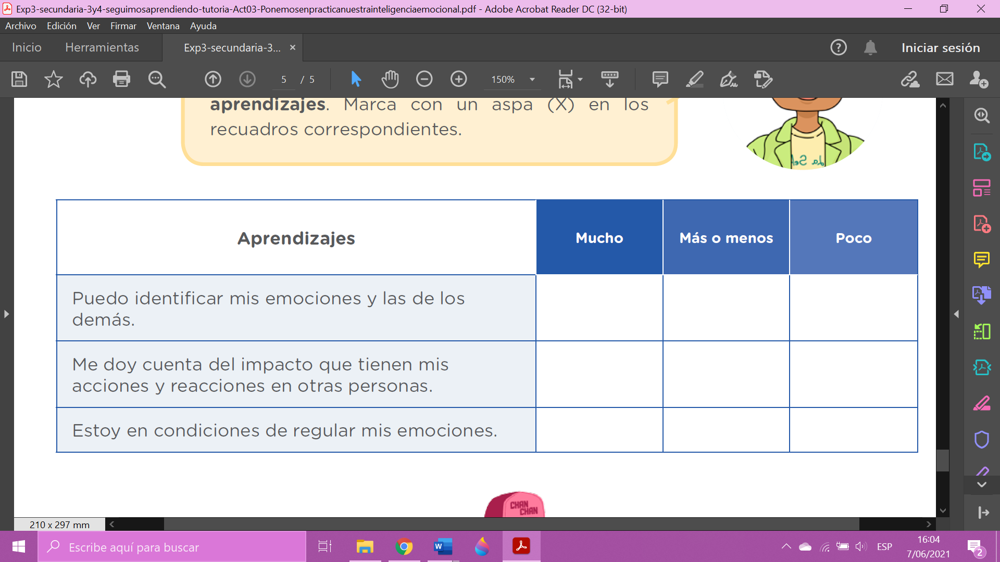 Exp3-secundaria-3y4-seguimosaprendiendo-tutoria-Act03-Ponemosenpracticanuestrainteligenciaemocional.pdf - Adobe Acrobat Reader DC (32-bit)
Archivo Edición Ver Firmar Ventana Ayuda
Inicio Herramientas Exp3-secundaria-3... × Iniciar sesión
5 / 5 150%
aprendizajes. Marca con un aspa (X) en los
recuadros correspondientes.
Aprendizajes Mucho Más o menos Poco
Puedo identificar mis emociones y las de los
demás.
Me doy cuenta del impacto que tienen mis
acciones y reacciones en otras personas.
Estoy en condiciones de regular mis emociones.
CHAN
CHAN
210 x 297 mm
Escribe aquí para buscar
ESP
16:04
7/06/2021
2